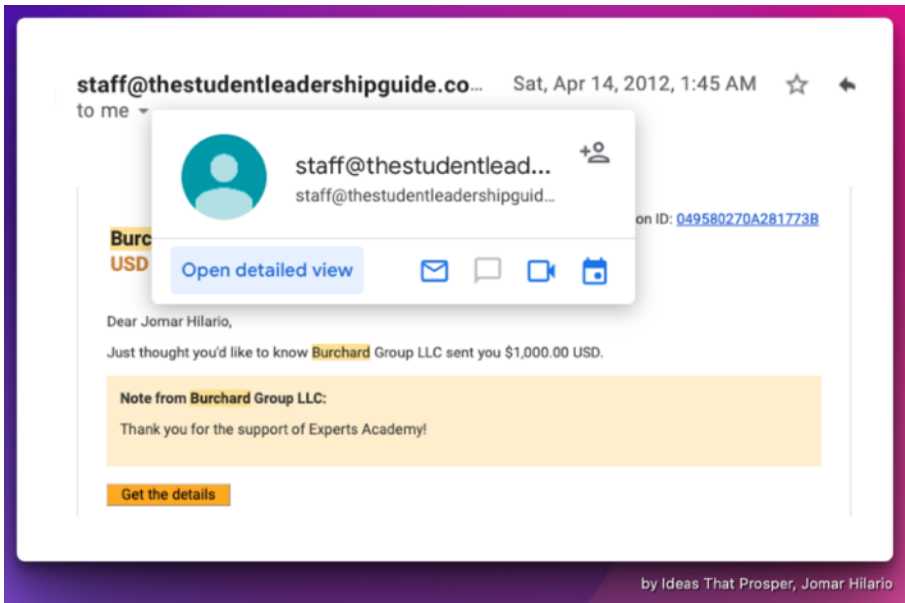 staff@thestudentleadershipguide.co... Sat, Apr 14, 2012, 1:45 AM
to me
staff@thestudentlead...
staff@thestudentleadershipguid...
on ID: 049580270A281773B
Burc
USD
Open detailed view
Dear Jomar Hilario,
Just thought you'd like to know Burchard Group LLC sent you $1,000.00 USD.
Note from Burchard Group LLC:
Thank you for the support of Experts Academy!
Get the details
by Ideas That Prosper, Jomar Hilario